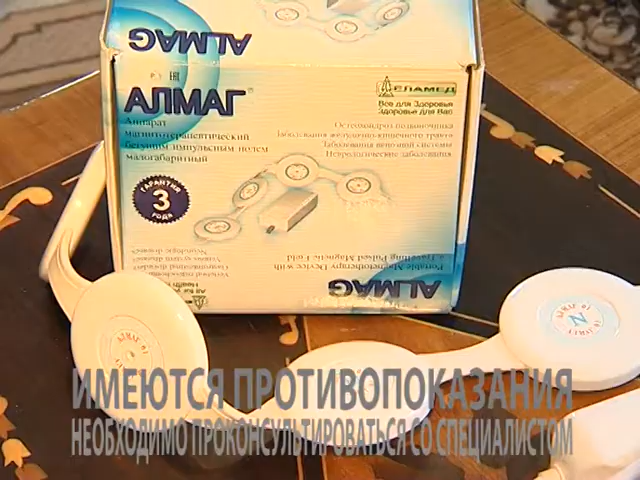 ALMAG
АЛМАГ
ЕЛАМЕД
Все для Здоровья
Здоровье для Вас
Аппарат
магнитотерапевтический
бегущим импульсным полем
малогабаритный
Остеохондроз позвоночника
Заболевания желудочно-кишечного тракта
Заболевания венозной системы
Неврологические заболевания
ГАРАНТИЯ
3
ГОДА
Portable Magnetotherapy Device with
a Travelling Pulsed Magnetic Field
ALMAG
N
ИМЕЮТСЯ ПРОТИВОПОКАЗАНИЯ
НЕОБХОДИМО ПРОКОНСУЛЬТИРОВАТЬСЯ СО СПЕЦИАЛИСТОМ